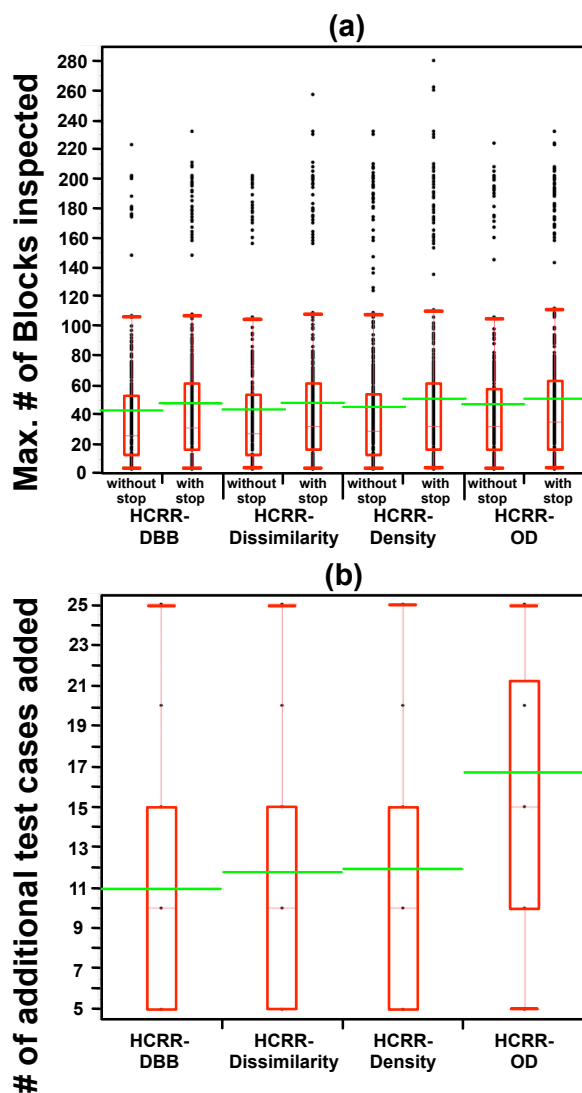 (a)
Max. # of Blocks inspected
280
260
240
220
200
180
160
140
120
100
80
60
40
20
0
without stop
with stop
without stop
with stop
without stop
with stop
without stop
with stop
HCRR-
DBB
HCRR-
Dissimilarity
HCRR-
Density
HCRR-
OD
(b)
# of additional test cases added
25
23
21
19
17
15
13
11
9
7
5
HCRR-
DBB
HCRR-
Dissimilarity
HCRR-
Density
HCRR-
OD